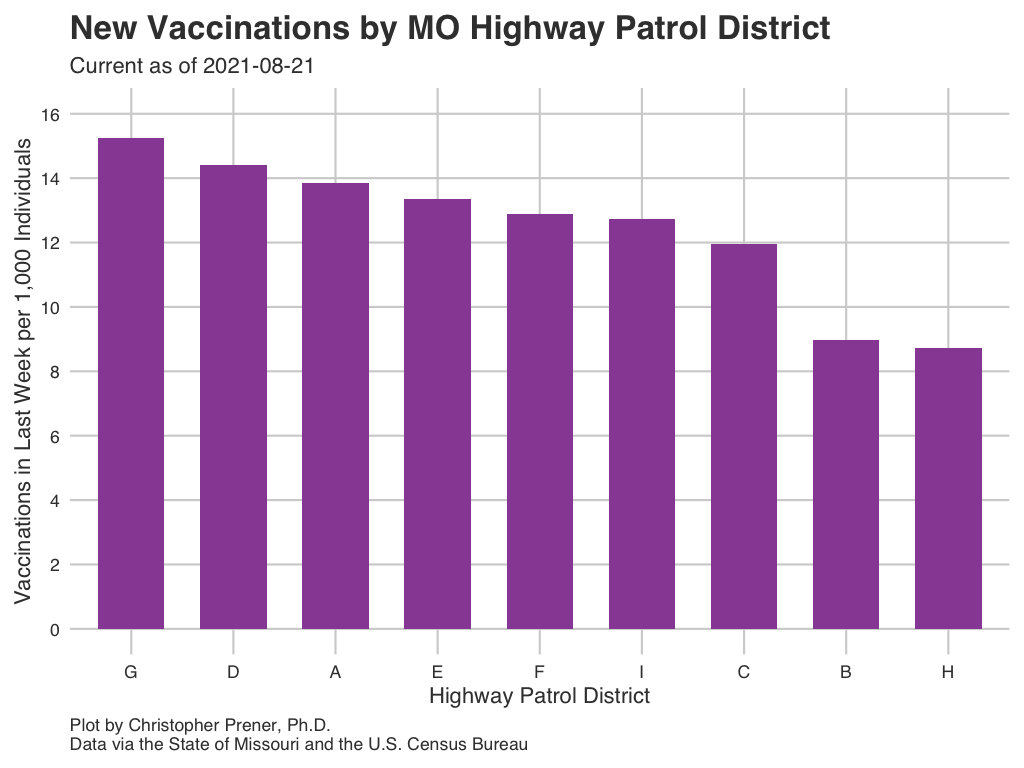 New Vaccinations by MO Highway Patrol District
Current as of 2021-08-21
Vaccinations in Last Week per 1,000 Individuals
16
14
12
10
8
6
4
2
0
G D A E F I C B H
Highway Patrol District
Plot by Christopher Prener, Ph.D.
Data via the State of Missouri and the U.S. Census Bureau